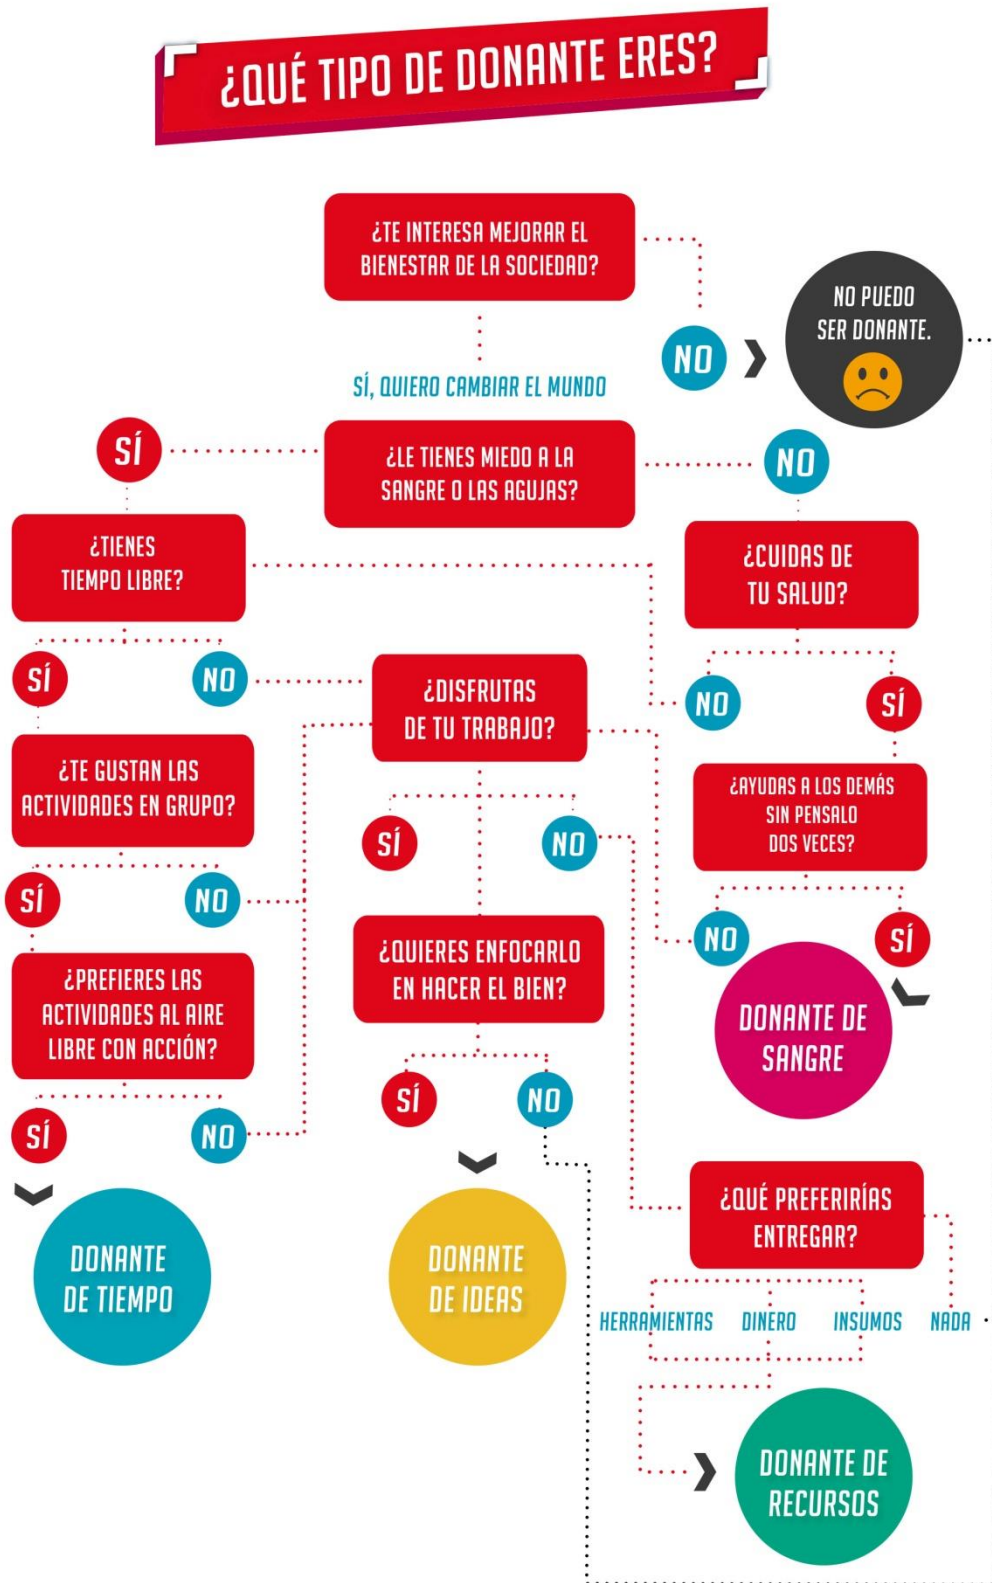 ¿QUÉ TIPO DE DONANTE ERES?
¿TE INTERESA MEJORAR EL
BIENESTAR DE LA SOCIEDAD?
NO
NO PUEDO
SER DONANTE.
SÍ, QUIERO CAMBIAR EL MUNDO
SÍ
¿LE TIENES MIEDO A LA
SANGRE O LAS AGUJAS?
NO
¿TIENES
TIEMPO LIBRE?
¿CUIDAS DE
TU SALUD?
SÍ
NO
¿DISFRUTAS
DE TU TRABAJO?
NO
SÍ
¿TE GUSTAN LAS
ACTIVIDADES EN GRUPO?
SÍ
NO
¿AYUDAS A LOS DEMÁS
SIN PENSALO
DOS VECES?
SÍ
NO
¿QUIERES ENFOCARLO
EN HACER EL BIEN?
NO
SÍ
¿PREFIERES LAS
ACTIVIDADES AL AIRE
LIBRE CON ACCIÓN?
DONANTE DE
SANGRE
SÍ
NO
SÍ
NO
¿QUÉ PREFERIRÍAS
ENTREGAR?
DONANTE
DE TIEMPO
DONANTE
DE IDEAS
HERRAMIENTAS
DINERO
INSUMOS
NADA
DONANTE DE
RECURSOS